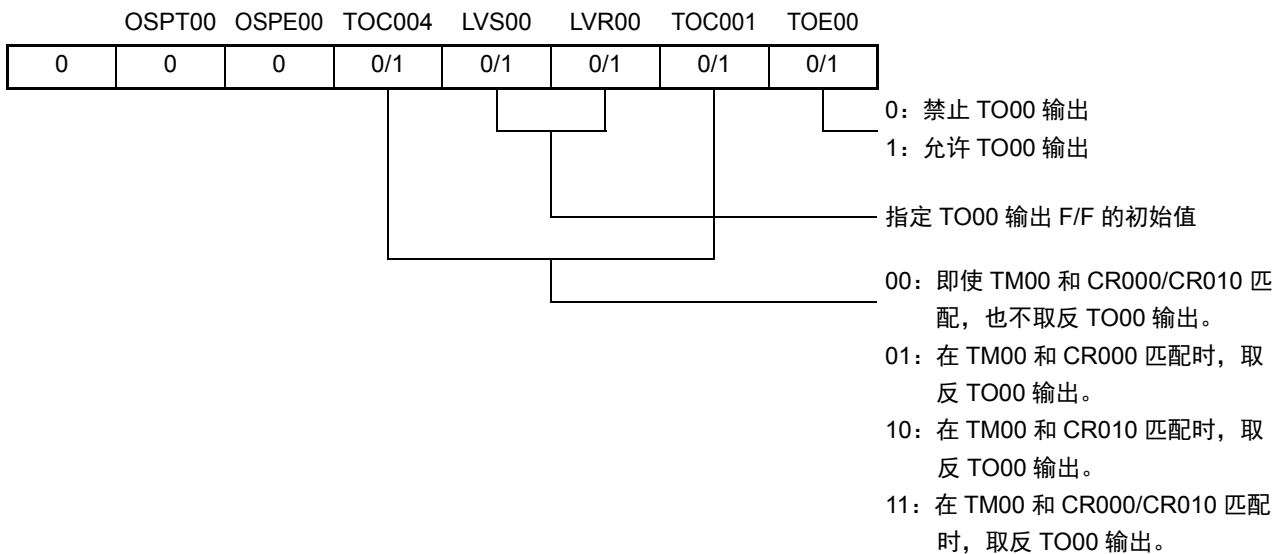 OSPT00 OSPE00 TOC004 LVS00 LVR00 TOC001 TOE00
0 0 0 0/1 0/1 0/1 0/1 0/1
0：禁止 TO00 输出
1：允许 TO00 输出
指定 TO00 输出 F/F 的初始值
00：即使 TM00 和 CR000/CR010 匹
配，也不取反 TO00 输出。
01：在 TM00 和 CR000 匹配时，取
反 TO00 输出。
10：在 TM00 和 CR010 匹配时，取
反 TO00 输出。
11：在 TM00 和 CR000/CR010 匹配
时，取反 TO00 输出。